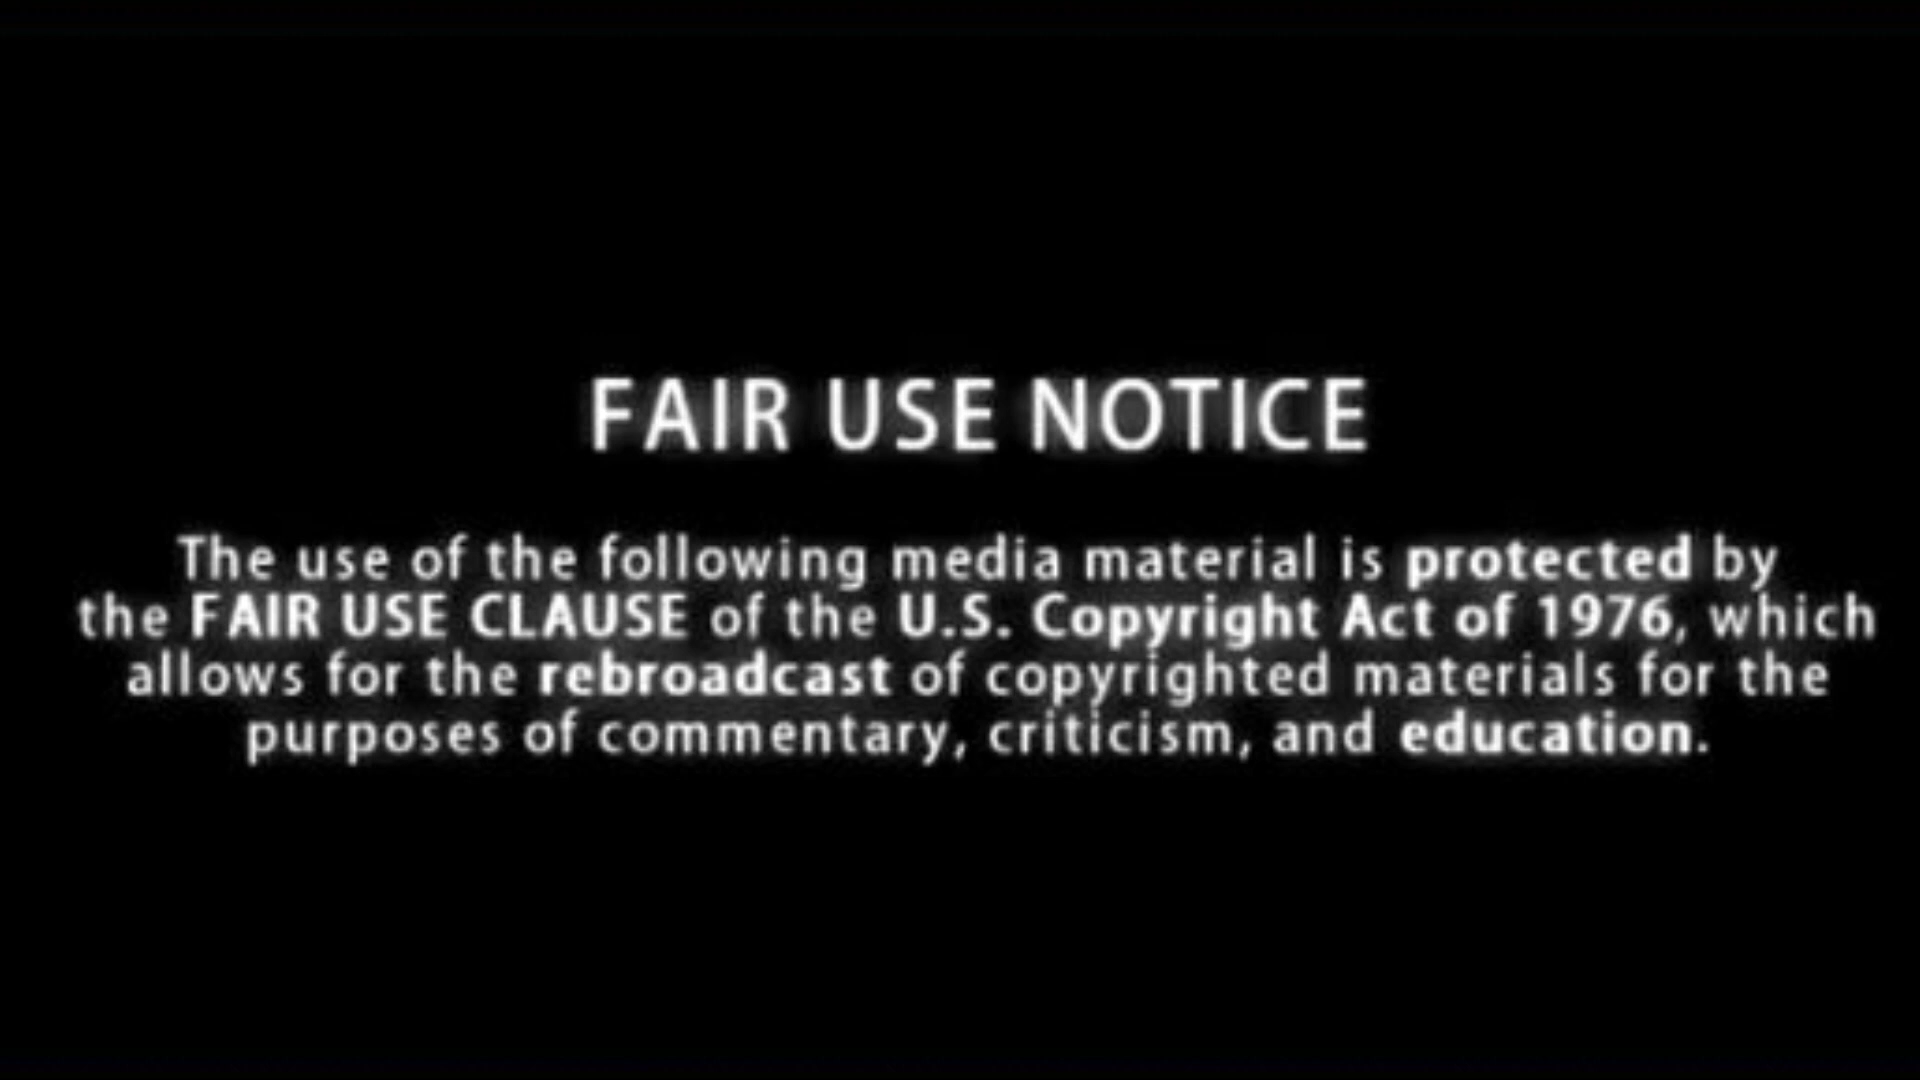 FAIR USE NOTICE
The use of the following media material is protected by
the FAIR USE CLAUSE of the U.S. Copyright Act of 1976, which
allows for the rebroadcast of copyrighted materials for the
purposes of commentary, criticism, and education.